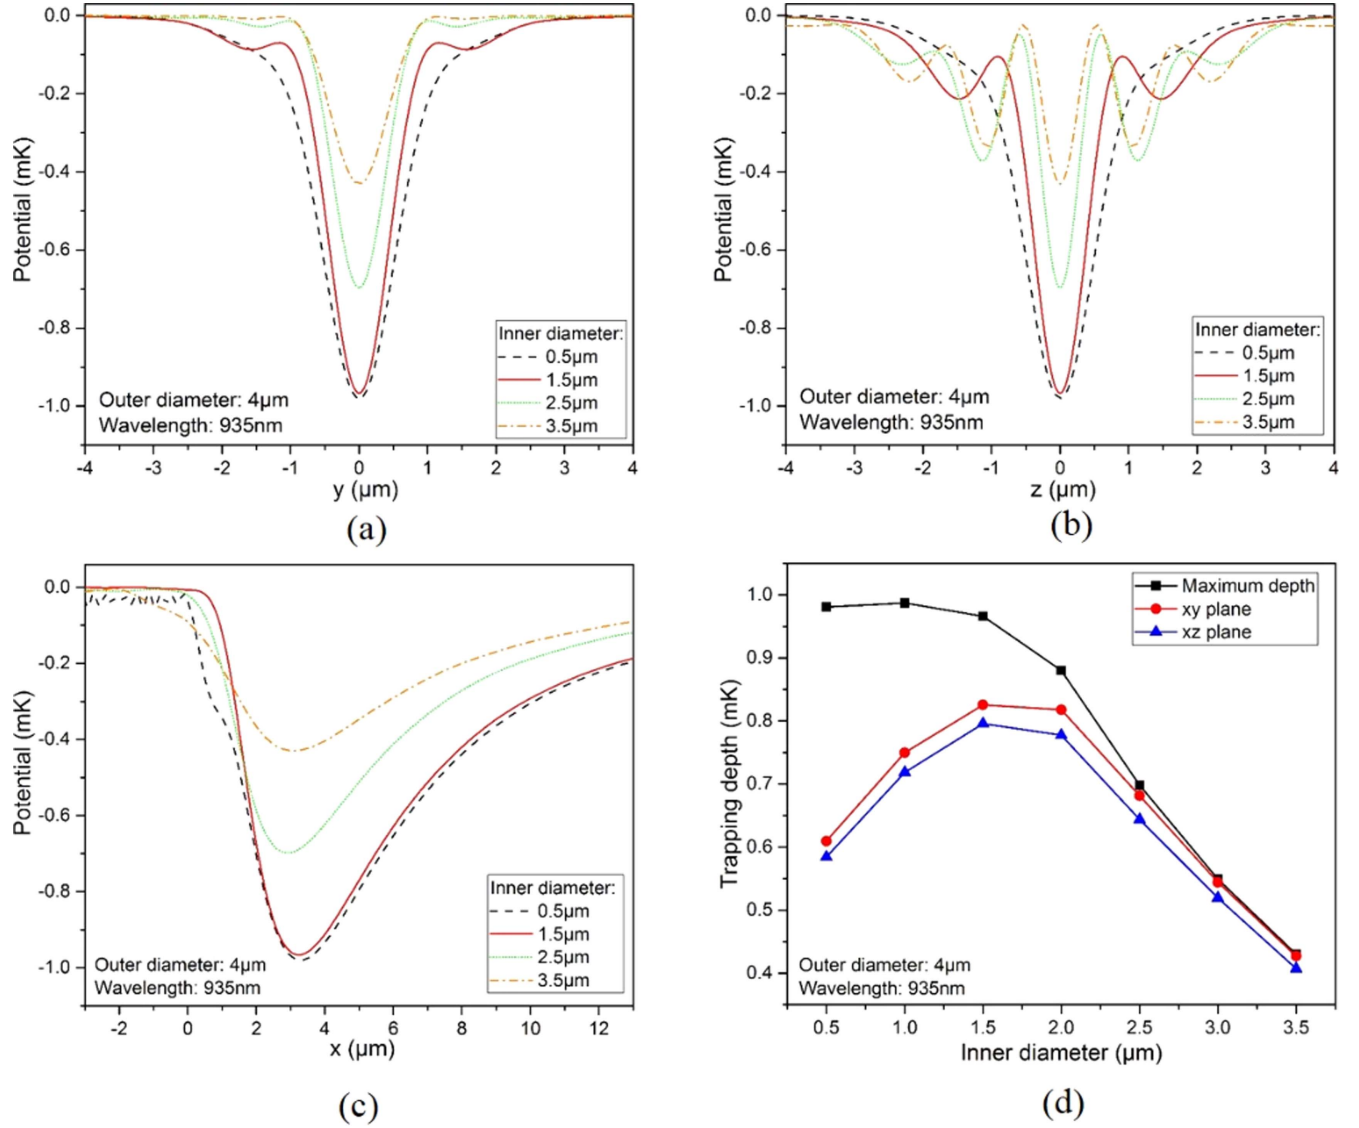 0.0
-0.2
-0.4
-0.6
-0.8
-1.0
Potential (mK)
Inner diameter:
0.5μm
1.5μm
2.5μm
3.5μm
Outer diameter: 4μm
Wavelength: 935nm
-4 -3 -2 -1 0 1 2 3 4
y (μm)
(a)
0.0
-0.2
-0.4
-0.6
-0.8
-1.0
Potential (mK)
Inner diameter:
0.5μm
1.5μm
2.5μm
3.5μm
Outer diameter: 4μm
Wavelength: 935nm
-4 -3 -2 -1 0 1 2 3 4
z (μm)
(b)
0.0
-0.2
-0.4
-0.6
-0.8
-1.0
Potential (mK)
Inner diameter:
0.5μm
1.5μm
2.5μm
3.5μm
Outer diameter: 4μm
Wavelength: 935nm
-2 0 2 4 6 8 10 12
x (μm)
(c)
1.0
0.9
0.8
0.7
0.6
0.5
0.4
Trapping depth (mK)
Maximum depth
xy plane
xz plane
Outer diameter: 4μm
Wavelength: 935nm
0.5 1.0 1.5 2.0 2.5 3.0 3.5
Inner diameter (μm)
(d)